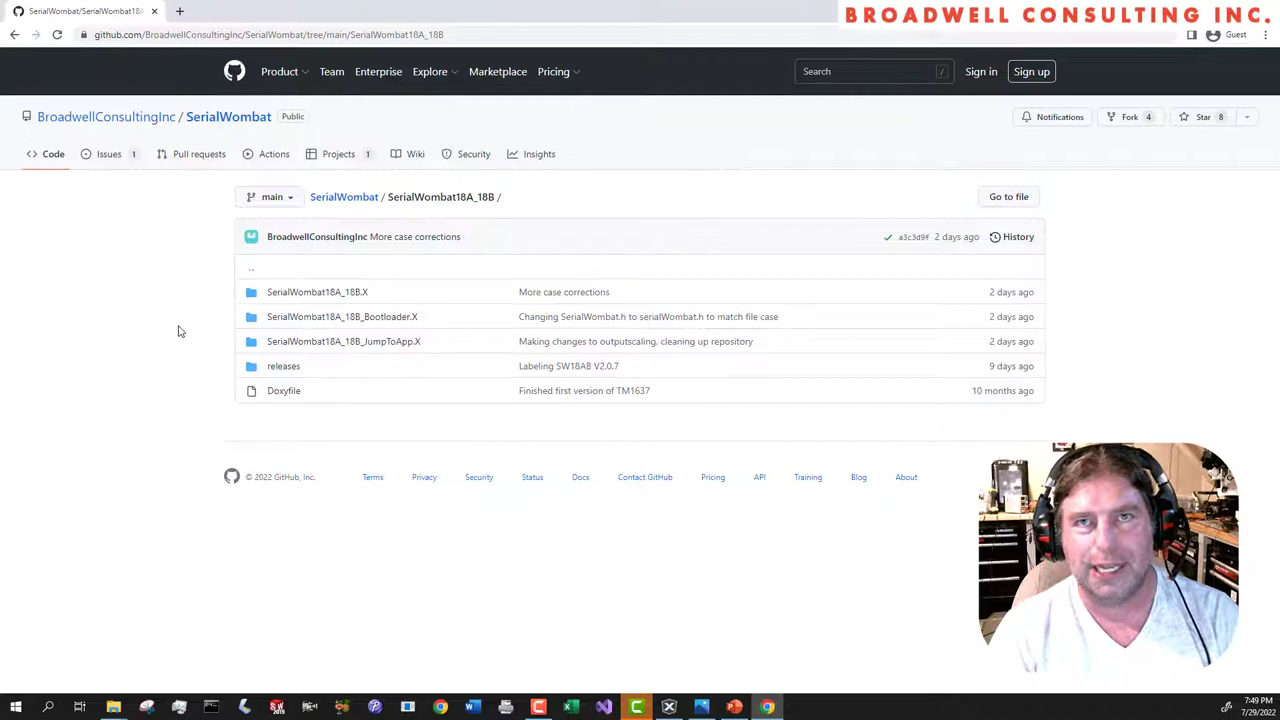 SerialWombat/SerialWombat18A
BROADWELL CONSULTING INC.
github.com/BroadwellConsultingInc/SerialWombat/tree/main/SerialWombat18A_18B
Guest
Product Team Enterprise Explore Marketplace Pricing Search / Sign in Sign up
BroadwellConsultingInc / SerialWombat Public Notifications Fork 4 Star 8
Code Issues 1 Pull requests Actions Projects 1 Wiki Security Insights
main SerialWombat / SerialWombat18A_18B / Go to file
BroadwellConsultingInc More case corrections a3c3d9f 2 days ago History
..
SerialWombat18A_18B.X More case corrections 2 days ago
SerialWombat18A_18B_Bootloader.X Changing SerialWombat.h to serialWombat.h to match file case 2 days ago
SerialWombat18A_18B_JumpToApp.X Making changes to outputscaling, cleaning up repository 2 days ago
releases Labeling SW18AB V2.0.7 9 days ago
Doxyfile Finished first version of TM1637 10 months ago
© 2022 GitHub, Inc. Terms Privacy Security Status Docs Contact GitHub Pricing API Training Blog About
7:49 PM
7/29/2022